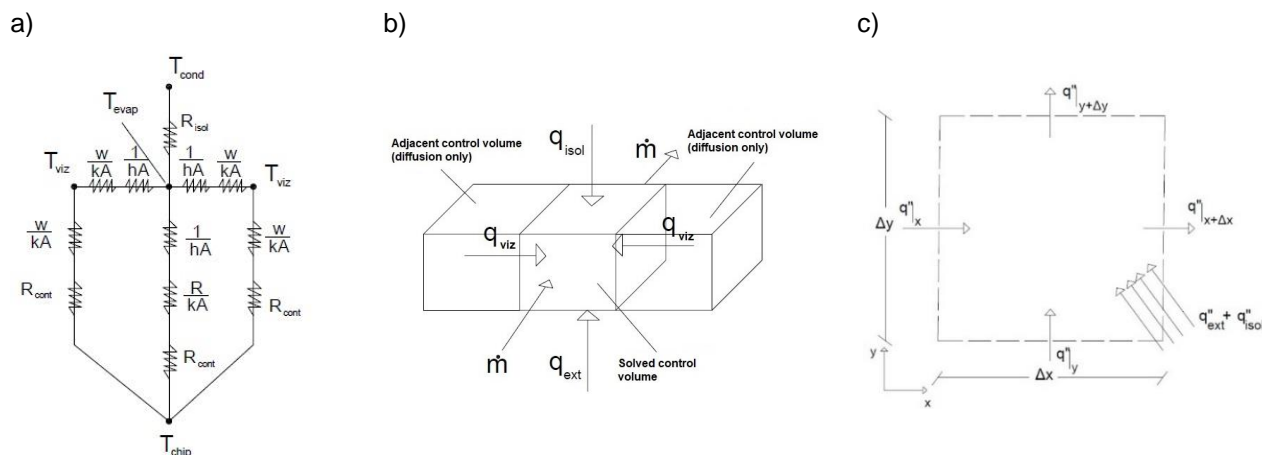 a)
T_cond
T_evap
R_isol
T_viz
w/kA
1/hA
1/hA
w/kA
T_viz
w/kA
1/hA
w/kA
R_cont
R/kA
R_cont
R_cont
T_chip
b)
Adjacent control volume
(diffusion only)
q_isol
ṁ
Adjacent control volume
(diffusion only)
q_viz
q_viz
ṁ
q_ext
Solved control
volume
c)
q"|y+Δy
Δy
q"|x
q"|x+Δx
q"ext + q"isol
q"|y
y
x
Δx